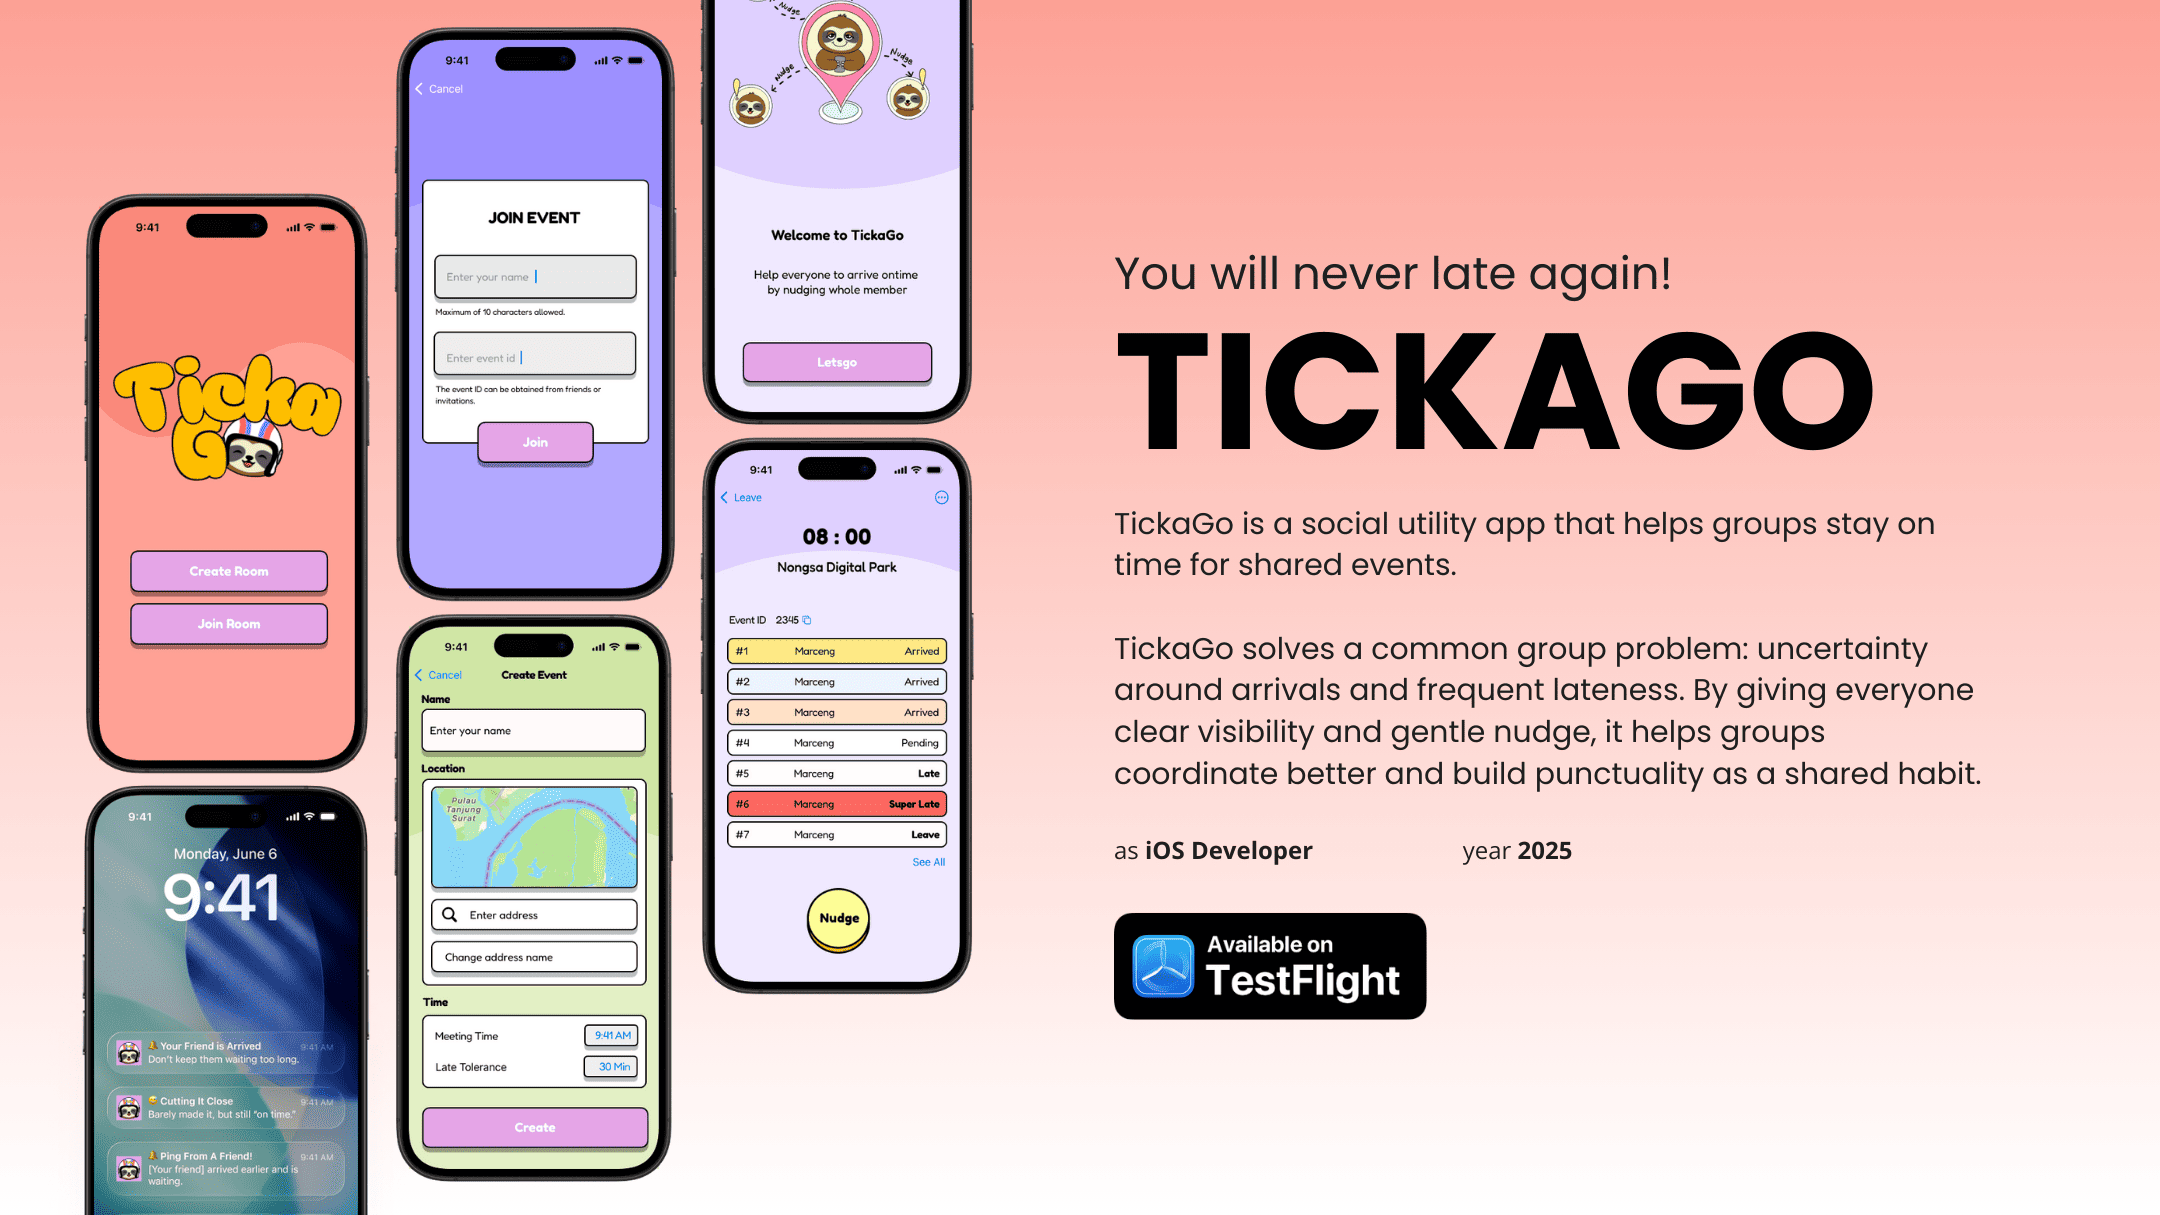 9:41
Ticka
Go
Create Room
Join Room
9:41
Monday, June 6
9:41
🔔 Your Friend is Arrived 9:41 AM
Don't keep them waiting too long.
😅 Cutting It Close 9:41 AM
Barely made it, but still "on time."
🔔 Ping From A Friend! 9:41 AM
[Your friend] arrived earlier and is
waiting.
9:41
Cancel
JOIN EVENT
Enter your name
Maximum of 10 characters allowed.
Enter event id
The event ID can be obtained from friends or
invitations.
Join
9:41
Cancel Create Event
Name
Enter your name
Location
Pulau
Tanjung
Surat
Enter address
Change address name
Time
Meeting Time 9:41 AM
Late Tolerance 30 Min
Create
Nudge
Nudge
Nudge
Welcome to TickaGo
Help everyone to arrive ontime
by nudging whole member
Letsgo
9:41
Leave
08 : 00
Nongsa Digital Park
Event ID 2345
#1 Marceng Arrived
#2 Marceng Arrived
#3 Marceng Arrived
#4 Marceng Pending
#5 Marceng Late
#6 Marceng Super Late
#7 Marceng Leave
See All
Nudge
You will never late again!
TICKAGO
TickaGo is a social utility app that helps groups stay on
time for shared events.
TickaGo solves a common group problem: uncertainty
around arrivals and frequent lateness. By giving everyone
clear visibility and gentle nudge, it helps groups
coordinate better and build punctuality as a shared habit.
as iOS Developer year 2025
Available on
TestFlight